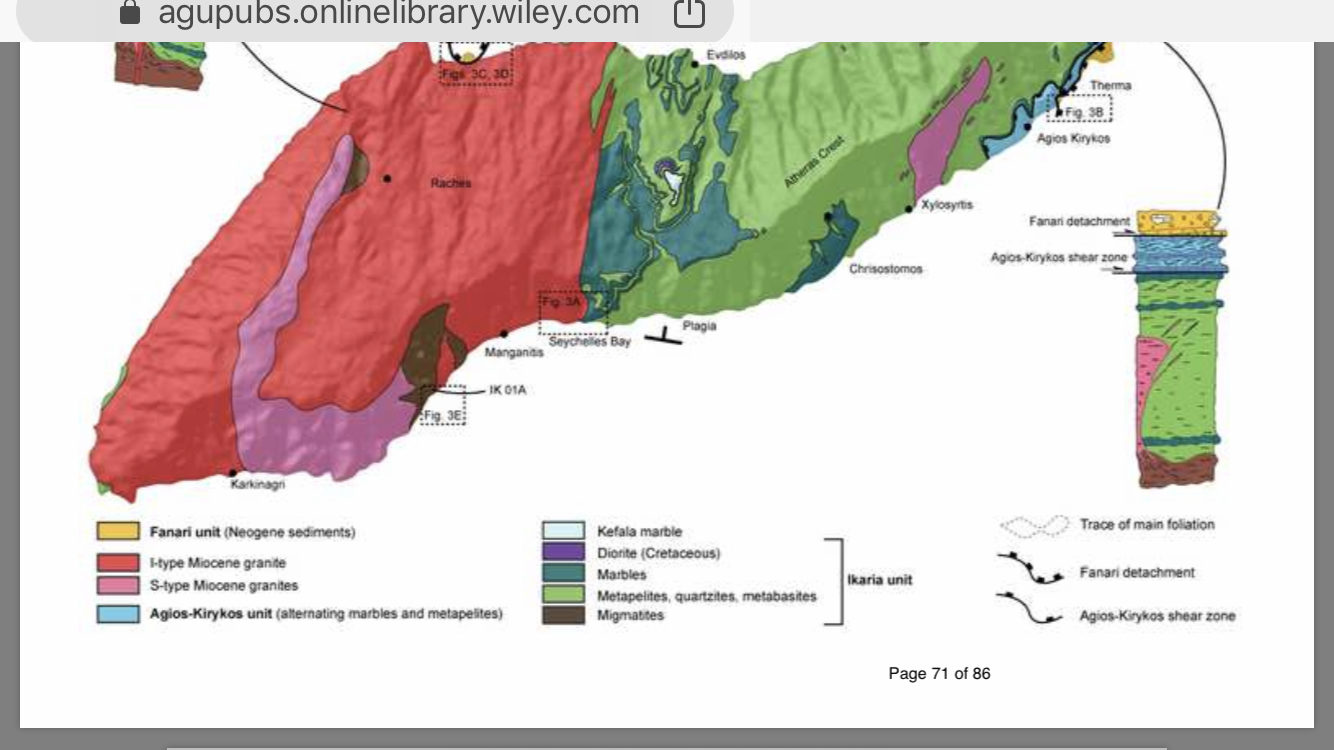 agupubs.onlinelibrary.wiley.com
Evdilos
Figs. 3C, 3D
Therma
Fig. 3B
Agios Kirykos
Atheras Crest
Raches
Xylosyrtis
Fanari detachment
Agios-Kirykos shear zone
Chrisostomos
Fig. 3A
Plagia
Seychelles Bay
Manganitis
IK 01A
Fig. 3E
Karkinagri
Fanari unit (Neogene sediments)
I-type Miocene granite
S-type Miocene granites
Agios-Kirykos unit (alternating marbles and metapelites)
Kefala marble
Diorite (Cretaceous)
Marbles
Metapelites, quartzites, metabasites
Migmatites
Ikaria unit
Trace of main foliation
Fanari detachment
Agios-Kirykos shear zone
Page 71 of 86